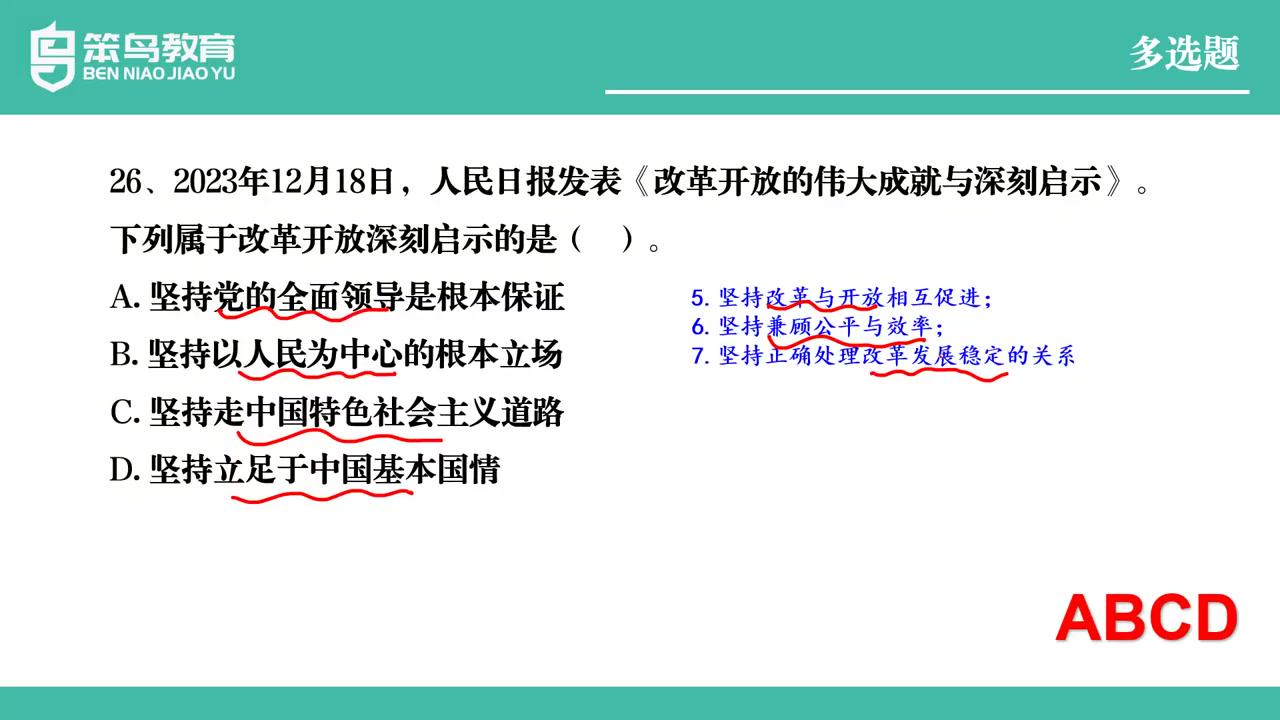 笨鸟教育
BEN NIAO JIAO YU
多选题
26、2023年12月18日，人民日报发表《改革开放的伟大成就与深刻启示》。
下列属于改革开放深刻启示的是（ ）。
A. 坚持党的全面领导是根本保证
B. 坚持以人民为中心的根本立场
C. 坚持走中国特色社会主义道路
D. 坚持立足于中国基本国情
5. 坚持改革与开放相互促进；
6. 坚持兼顾公平与效率；
7. 坚持正确处理改革发展稳定的关系
ABCD